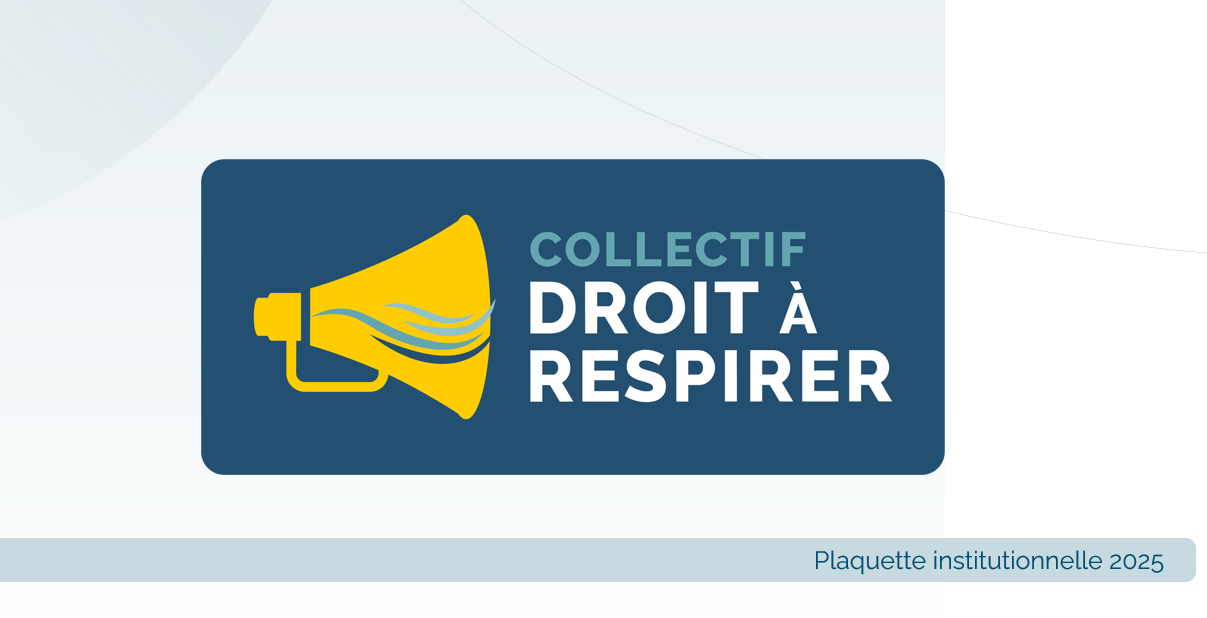 COLLECTIF
DROIT À
RESPIRER
Plaquette institutionnelle 2025